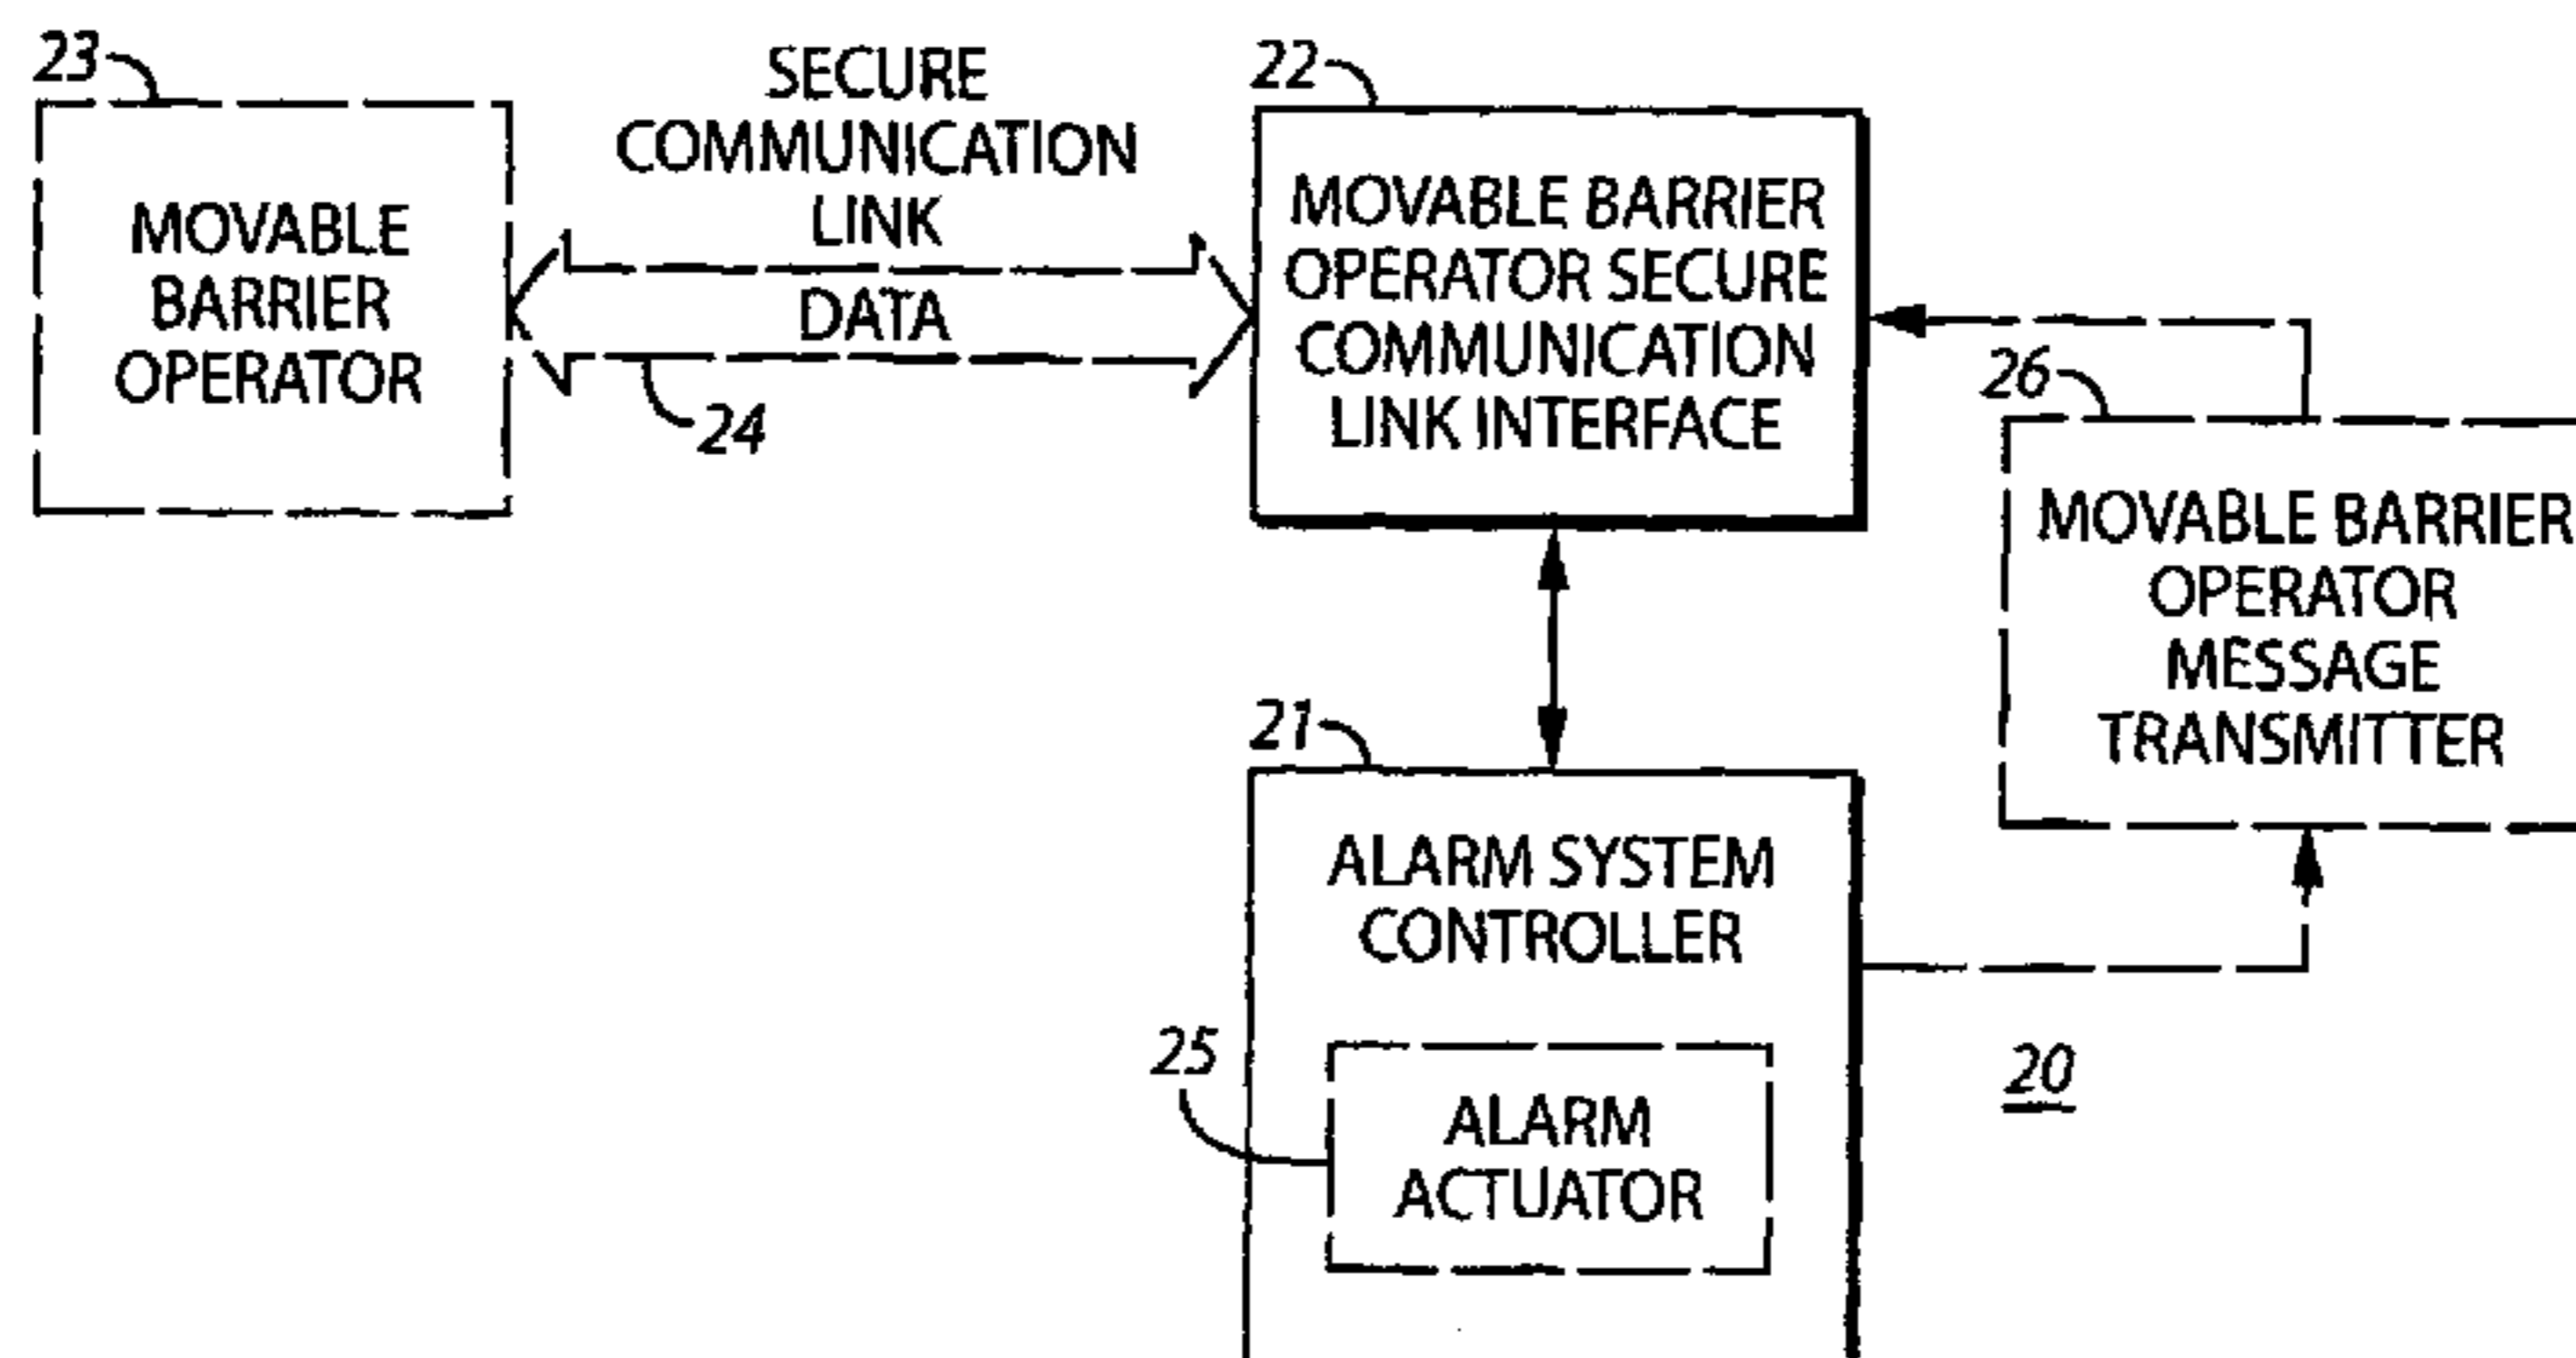 23
MOVABLE
BARRIER
OPERATOR
SECURE
COMMUNICATION
LINK
DATA
24
22
MOVABLE BARRIER
OPERATOR SECURE
COMMUNICATION
LINK INTERFACE
26
MOVABLE BARRIER
OPERATOR
MESSAGE
TRANSMITTER
21
ALARM SYSTEM
CONTROLLER
25
ALARM
ACTUATOR
20